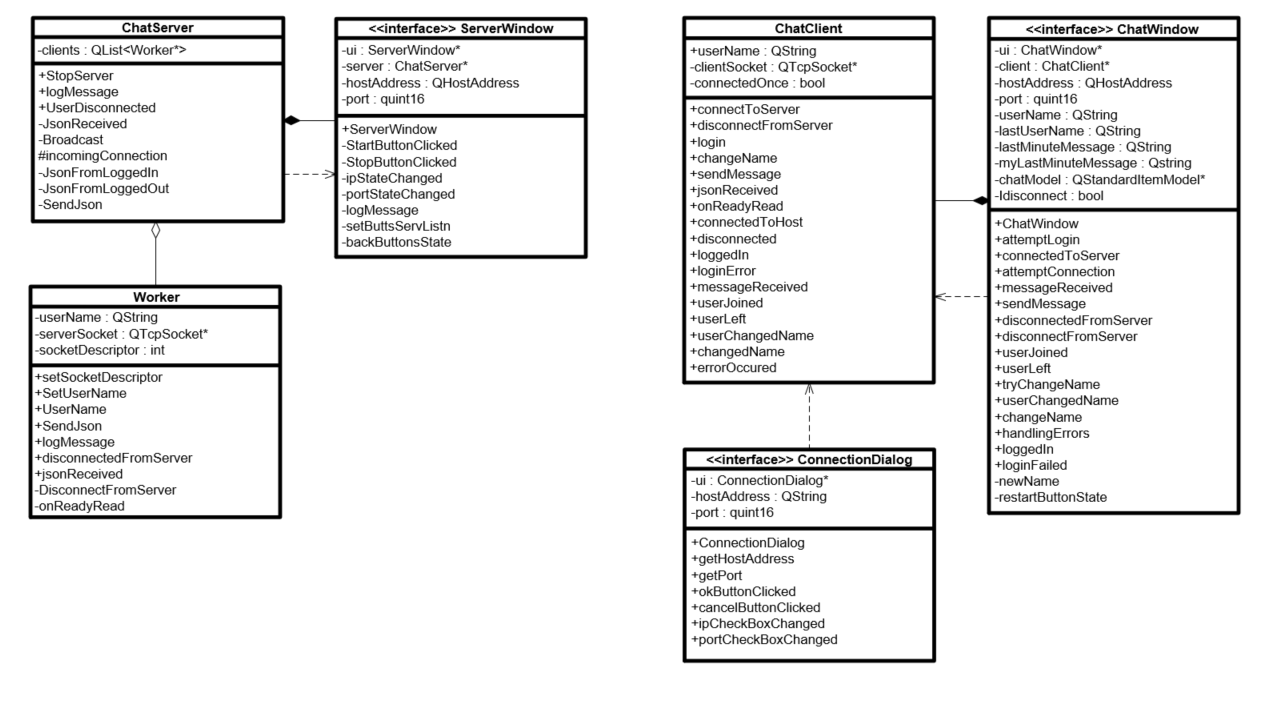 ChatServer
-clients : QList<Worker*>
+StopServer
+logMessage
+UserDisconnected
-JsonReceived
-Broadcast
#incomingConnection
-JsonFromLoggedIn
-JsonFromLoggedOut
-SendJson
<<interface>> ServerWindow
-ui : ServerWindow*
-server : ChatServer*
-hostAddress : QHostAddress
-port : quint16
+ServerWindow
-StartButtonClicked
-StopButtonClicked
-ipStateChanged
-portStateChanged
-logMessage
-setButtsServListn
-backButtonsState
Worker
-userName : QString
-serverSocket : QTcpSocket*
-socketDescriptor : int
+setSocketDescriptor
+SetUserName
+UserName
+SendJson
+logMessage
+disconnectedFromServer
+jsonReceived
-DisconnectFromServer
-onReadyRead
ChatClient
+userName : QString
-clientSocket : QTcpSocket*
-connectedOnce : bool
+connectToServer
+disconnectFromServer
+login
+changeName
+sendMessage
+jsonReceived
+onReadyRead
+connectedToHost
+disconnected
+loggedIn
+loginError
+messageReceived
+userJoined
+userLeft
+userChangedName
+changedName
+errorOccured
<<interface>> ChatWindow
-ui : ChatWindow*
-client : ChatClient*
-hostAddress : QHostAddress
-port : quint16
-userName : QString
-lastUserName : QString
-lastMinuteMessage : QString
-myLastMinuteMessage : Qstring
-chatModel : QStandardItemModel*
-Idisconnect : bool
+ChatWindow
+attemptLogin
+connectedToServer
+attemptConnection
+messageReceived
+sendMessage
+disconnectedFromServer
+disconnectFromServer
+userJoined
+userLeft
+tryChangeName
+userChangedName
+changeName
+handlingErrors
+loggedIn
+loginFailed
-newName
-restartButtonState
<<interface>> ConnectionDialog
-ui : ConnectionDialog*
-hostAddress : QString
-port : quint16
+ConnectionDialog
+getHostAddress
+getPort
+okButtonClicked
+cancelButtonClicked
+ipCheckBoxChanged
+portCheckBoxChanged